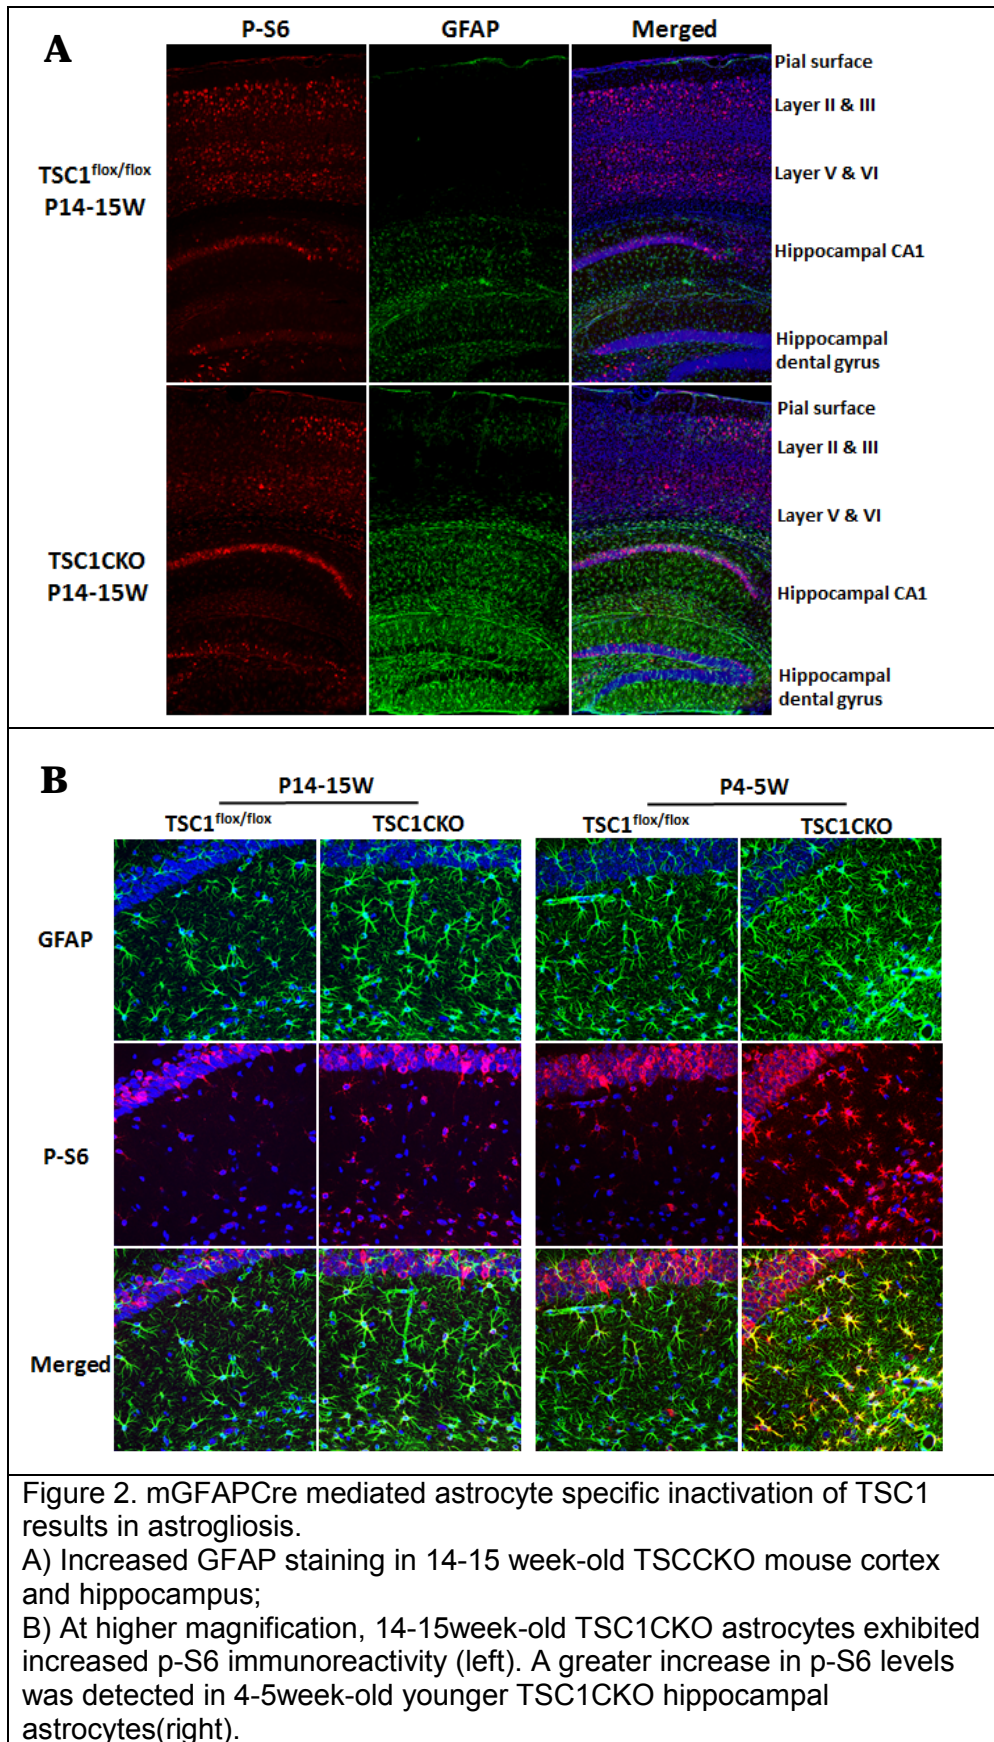 A
P-S6 GFAP Merged
TSC1flox/flox
P14-15W
Pial surface
Layer II & III
Layer V & VI
Hippocampal CA1
Hippocampal
dental gyrus
TSC1CKO
P14-15W
Pial surface
Layer II & III
Layer V & VI
Hippocampal CA1
Hippocampal
dental gyrus
B
P14-15W P4-5W
TSC1flox/flox TSC1CKO TSC1flox/flox TSC1CKO
GFAP
P-S6
Merged
Figure 2. mGFAPCre mediated astrocyte specific inactivation of TSC1
results in astrogliosis.
A) Increased GFAP staining in 14-15 week-old TSCCKO mouse cortex
and hippocampus;
B) At higher magnification, 14-15week-old TSC1CKO astrocytes exhibited
increased p-S6 immunoreactivity (left). A greater increase in p-S6 levels
was detected in 4-5week-old younger TSC1CKO hippocampal
astrocytes(right).